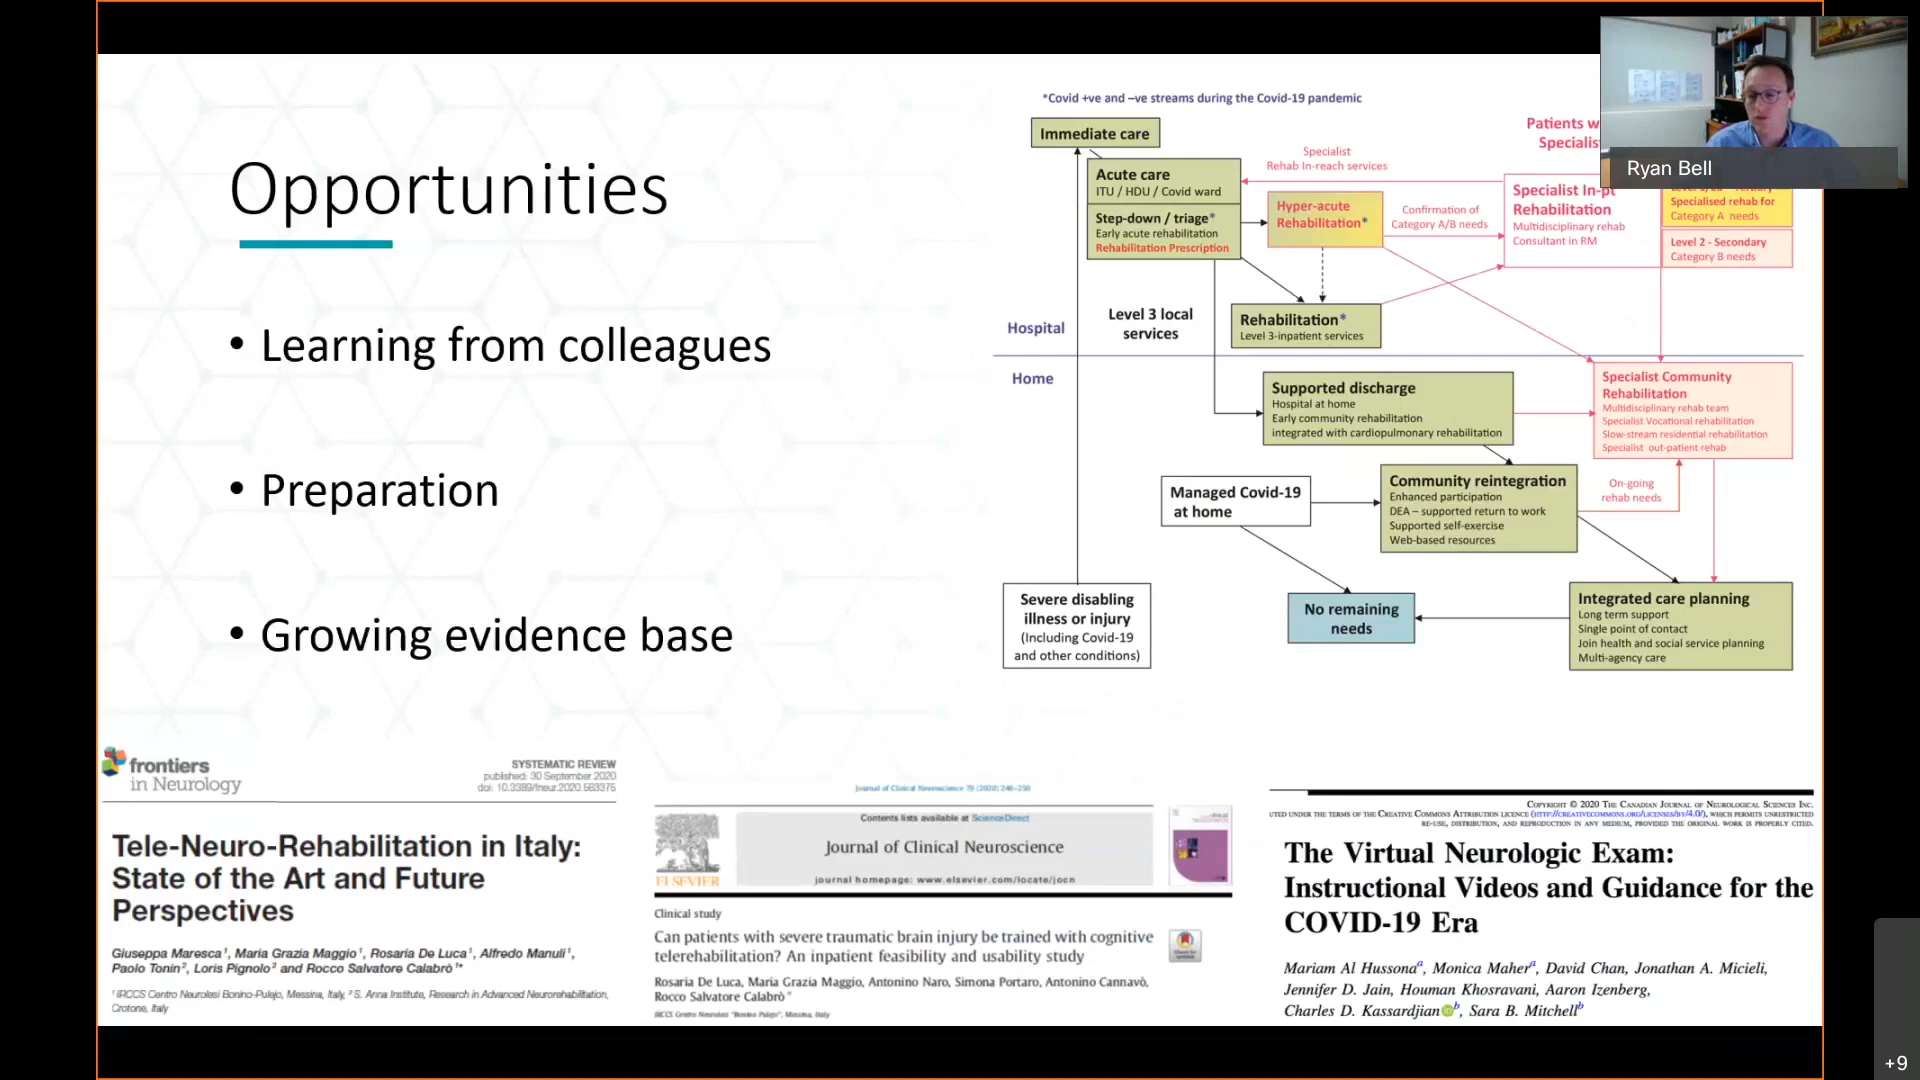 Opportunities
• Learning from colleagues
• Preparation
• Growing evidence base
*Covid +ve and –ve streams during the Covid-19 pandemic
Immediate care
Acute care
ITU / HDU / Covid ward
Step-down / triage*
Early acute rehabilitation
Rehabilitation Prescription
Specialist
Rehab In-reach services
Hyper-acute
Rehabilitation*
Confirmation of
Category A/B needs
Patients
Specialist In-pt
Rehabilitation
Multidisciplinary rehab
Consultant in RM
Specialised rehab for
Category A needs
Level 2 - Secondary
Category B needs
Ryan Bell
Level 3 local
services
Rehabilitation*
Level 3-inpatient services
Hospital
Home
Supported discharge
Hospital at home
Early community rehabilitation
integrated with cardiopulmonary rehabilitation
Specialist Community
Rehabilitation
Multidisciplinary rehab team
Specialist Vocational rehabilitation
Slow-stream residential rehabilitation
Specialist out-patient rehab
Managed Covid-19
at home
Community reintegration
Enhanced participation
DEA – supported return to work
Supported self-exercise
Web-based resources
On-going
rehab needs
Severe disabling
illness or injury
(Including Covid-19
and other conditions)
No remaining
needs
Integrated care planning
Long term support
Single point of contact
Join health and social service planning
Multi-agency care
frontiers
in Neurology
SYSTEMATIC REVIEW
published: 30 September 2020
doi: 10.3389/fneur.2020.563375
Tele-Neuro-Rehabilitation in Italy:
State of the Art and Future
Perspectives
Giuseppe Maresca1, Maria Grazia Maggio1, Rosaria De Luca1, Alfredo Manuli1,
Paolo Tonin2, Loris Pignolo2 and Rocco Salvatore Calabrò1*
1 IRCCS Centro Neurolesi Bonino-Pulejo, Messina, Italy, 2 S. Anna Institute, Research in Advanced Neurorehabilitation,
Crotone, Italy
Journal of Clinical Neuroscience 79 (2020) 246–250
Contents lists available at ScienceDirect
Journal of Clinical Neuroscience
journal homepage: www.elsevier.com/locate/jocn
ELSEVIER
Clinical study
Can patients with severe traumatic brain injury be trained with cognitive
telerehabilitation? An inpatient feasibility and usability study
Rosaria De Luca, Maria Grazia Maggio, Antonino Naro, Simona Portaro, Antonino Cannavò,
Rocco Salvatore Calabrò*
IRCCS Centro Neurolesi "Bonino Pulejo", Messina, Italy
COPYRIGHT © 2020 THE CANADIAN JOURNAL OF NEUROLOGICAL SCIENCES INC.
UTED UNDER THE TERMS OF THE CREATIVE COMMONS ATTRIBUTION LICENCE (HTTP://CREATIVECOMMONS.ORG/LICENSES/BY/4.0/), WHICH PERMITS UNRESTRICTED
RE-USE, DISTRIBUTION, AND REPRODUCTION IN ANY MEDIUM, PROVIDED THE ORIGINAL WORK IS PROPERLY CITED.
The Virtual Neurologic Exam:
Instructional Videos and Guidance for the
COVID-19 Era
Mariam Al Hussonaa, Monica Mahera, David Chan, Jonathan A. Micieli,
Jennifer D. Jain, Houman Khosravani, Aaron Izenberg,
Charles D. Kassardjianb, Sara B. Mitchellb
+9